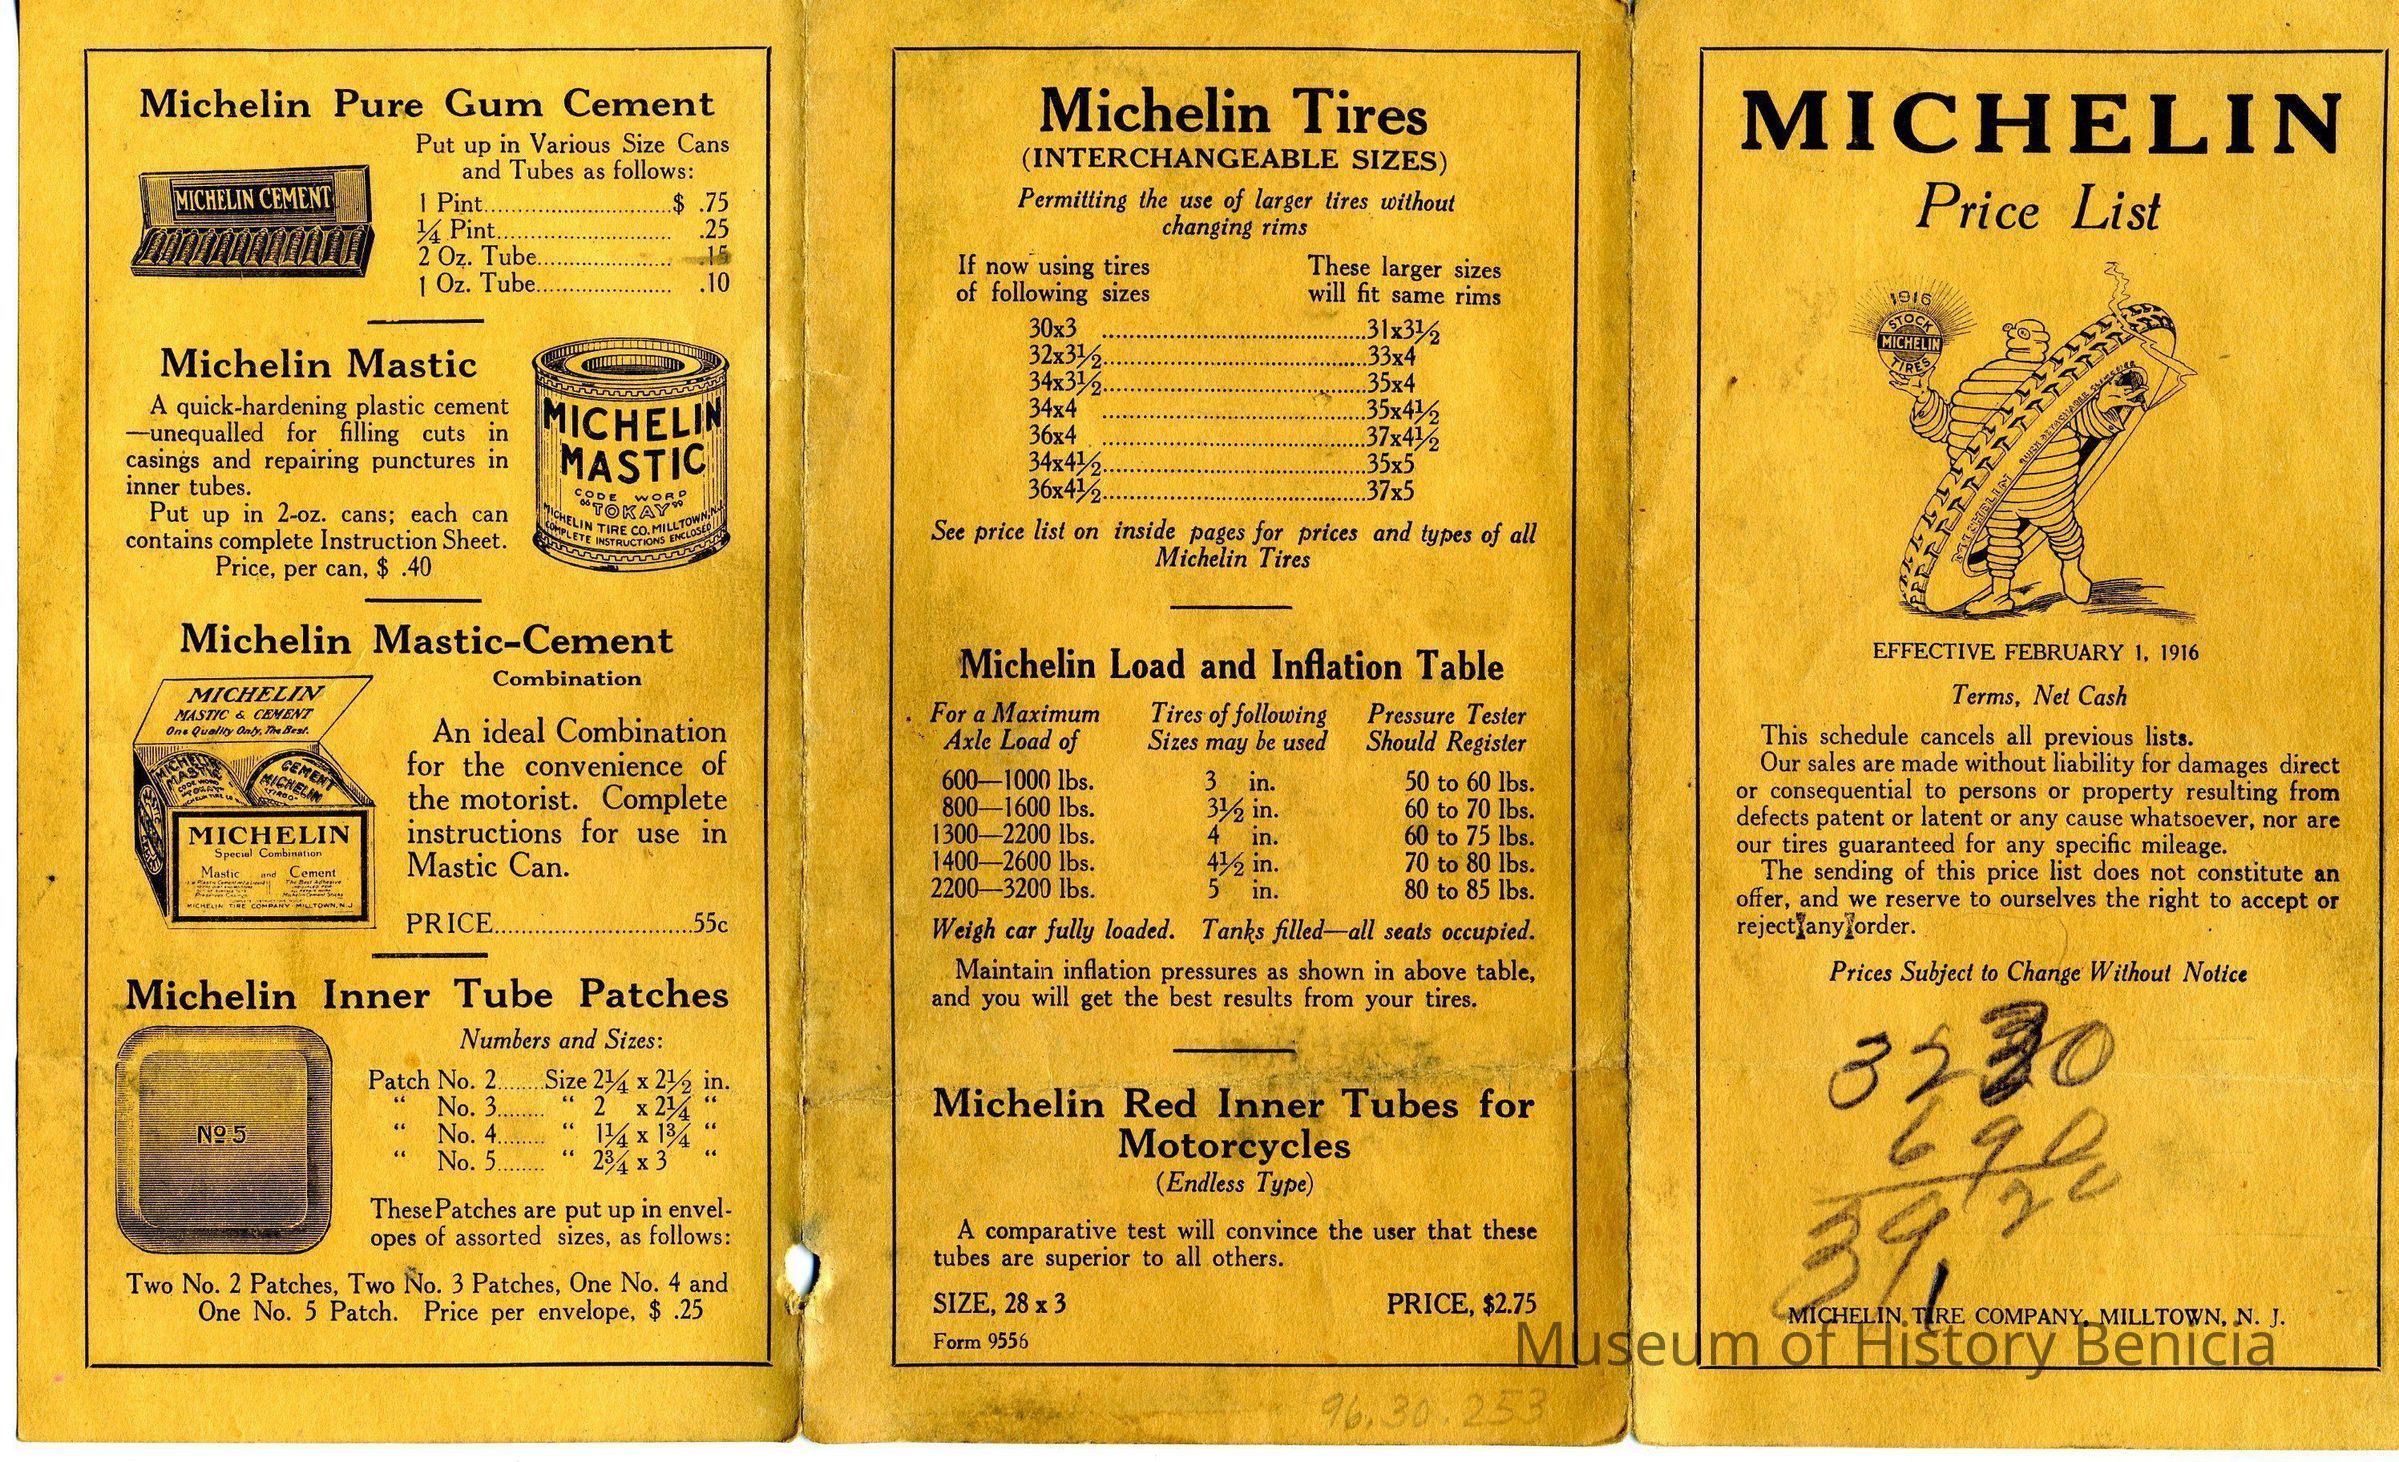 Michelin Pure Gum Cement
MICHELIN CEMENT
Put up in Various Size Cans
and Tubes as follows:
1 Pint............................$ .75
¼ Pint.......................... .25
2 Oz. Tube.................... .15
1 Oz. Tube.................... .10
Michelin Mastic
A quick-hardening plastic cement
—unequalled for filling cuts in
casings and repairing punctures in
inner tubes.
Put up in 2-oz. cans; each can
contains complete Instruction Sheet.
Price, per can, $ .40
MICHELIN
MASTIC
CODE WORD
"TOKAY"
MICHELIN TIRE CO. MILLTOWN, N.J.
COMPLETE INSTRUCTIONS ENCLOSED
Michelin Mastic-Cement
Combination
MICHELIN
MASTIC & CEMENT
One Quality Only, The Best.
MICHELIN
MASTIC
CODE WORD
"TOKAY"
CEMENT
MICHELIN
MICHELIN
Special Combination
Mastic and Cement
MICHELIN TIRE COMPANY MILLTOWN, N.J.
An ideal Combination
for the convenience of
the motorist. Complete
instructions for use in
Mastic Can.
PRICE.............................55c
Michelin Inner Tube Patches
Nº 5
Numbers and Sizes:
Patch No. 2.......Size 2¼ x 2½ in.
“ No. 3........ “ 2 x 2¼ “
“ No. 4........ “ 1¼ x 1¾ “
“ No. 5........ “ 2¾ x 3 “
These Patches are put up in envel-
opes of assorted sizes, as follows:
Two No. 2 Patches, Two No. 3 Patches, One No. 4 and
One No. 5 Patch. Price per envelope, $ .25
Michelin Tires
(INTERCHANGEABLE SIZES)
Permitting the use of larger tires without
changing rims
If now using tires These larger sizes
of following sizes will fit same rims
30x3 ........................................31x3½
32x3½........................................33x4
34x3½........................................35x4
34x4 ........................................35x4½
36x4 ........................................37x4½
34x4½........................................35x5
36x4½........................................37x5
See price list on inside pages for prices and types of all
Michelin Tires
Michelin Load and Inflation Table
For a Maximum Tires of following Pressure Tester
Axle Load of Sizes may be used Should Register
600—1000 lbs. 3 in. 50 to 60 lbs.
800—1600 lbs. 3½ in. 60 to 70 lbs.
1300—2200 lbs. 4 in. 60 to 75 lbs.
1400—2600 lbs. 4½ in. 70 to 80 lbs.
2200—3200 lbs. 5 in. 80 to 85 lbs.
Weigh car fully loaded. Tanks filled—all seats occupied.
Maintain inflation pressures as shown in above table,
and you will get the best results from your tires.
Michelin Red Inner Tubes for
Motorcycles
(Endless Type)
A comparative test will convince the user that these
tubes are superior to all others.
SIZE, 28 x 3 PRICE, $2.75
Form 9556
96.30.253
MICHELIN
Price List
1916
STOCK
MICHELIN
TIRES
MICHELIN
QUICK DETACHABLE CLINCHER
EFFECTIVE FEBRUARY 1, 1916
Terms, Net Cash
This schedule cancels all previous lists.
Our sales are made without liability for damages direct
or consequential to persons or property resulting from
defects patent or latent or any cause whatsoever, nor are
our tires guaranteed for any specific mileage.
The sending of this price list does not constitute an
offer, and we reserve to ourselves the right to accept or
reject any order.
Prices Subject to Change Without Notice
32 30
6 90
39 20
MICHELIN TIRE COMPANY, MILLTOWN, N. J.
Museum of History Benicia